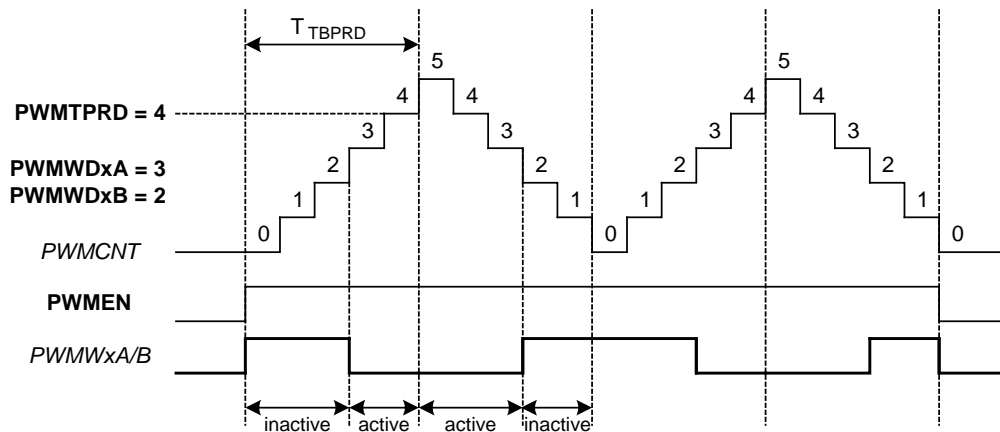 T TBPRD
5
5
PWMTPRD = 4
4
4
4
4
3
3
3
3
PWMWDxA = 3
2
2
2
2
PWMWDxB = 2
1
1
1
1
PWMCNT
0
0
0
PWMEN
PWMWxA/B
inactive
active
active
inactive